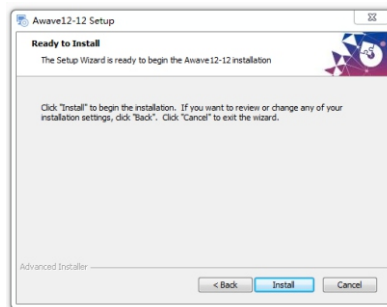 Awave12-12 Setup
Ready to Install
The Setup Wizard is ready to begin the Awave12-12 installation
Click "Install" to begin the installation. If you want to review or change any of your
installation settings, click "Back". Click "Cancel" to exit the wizard.
Advanced Installer
< Back
Install
Cancel